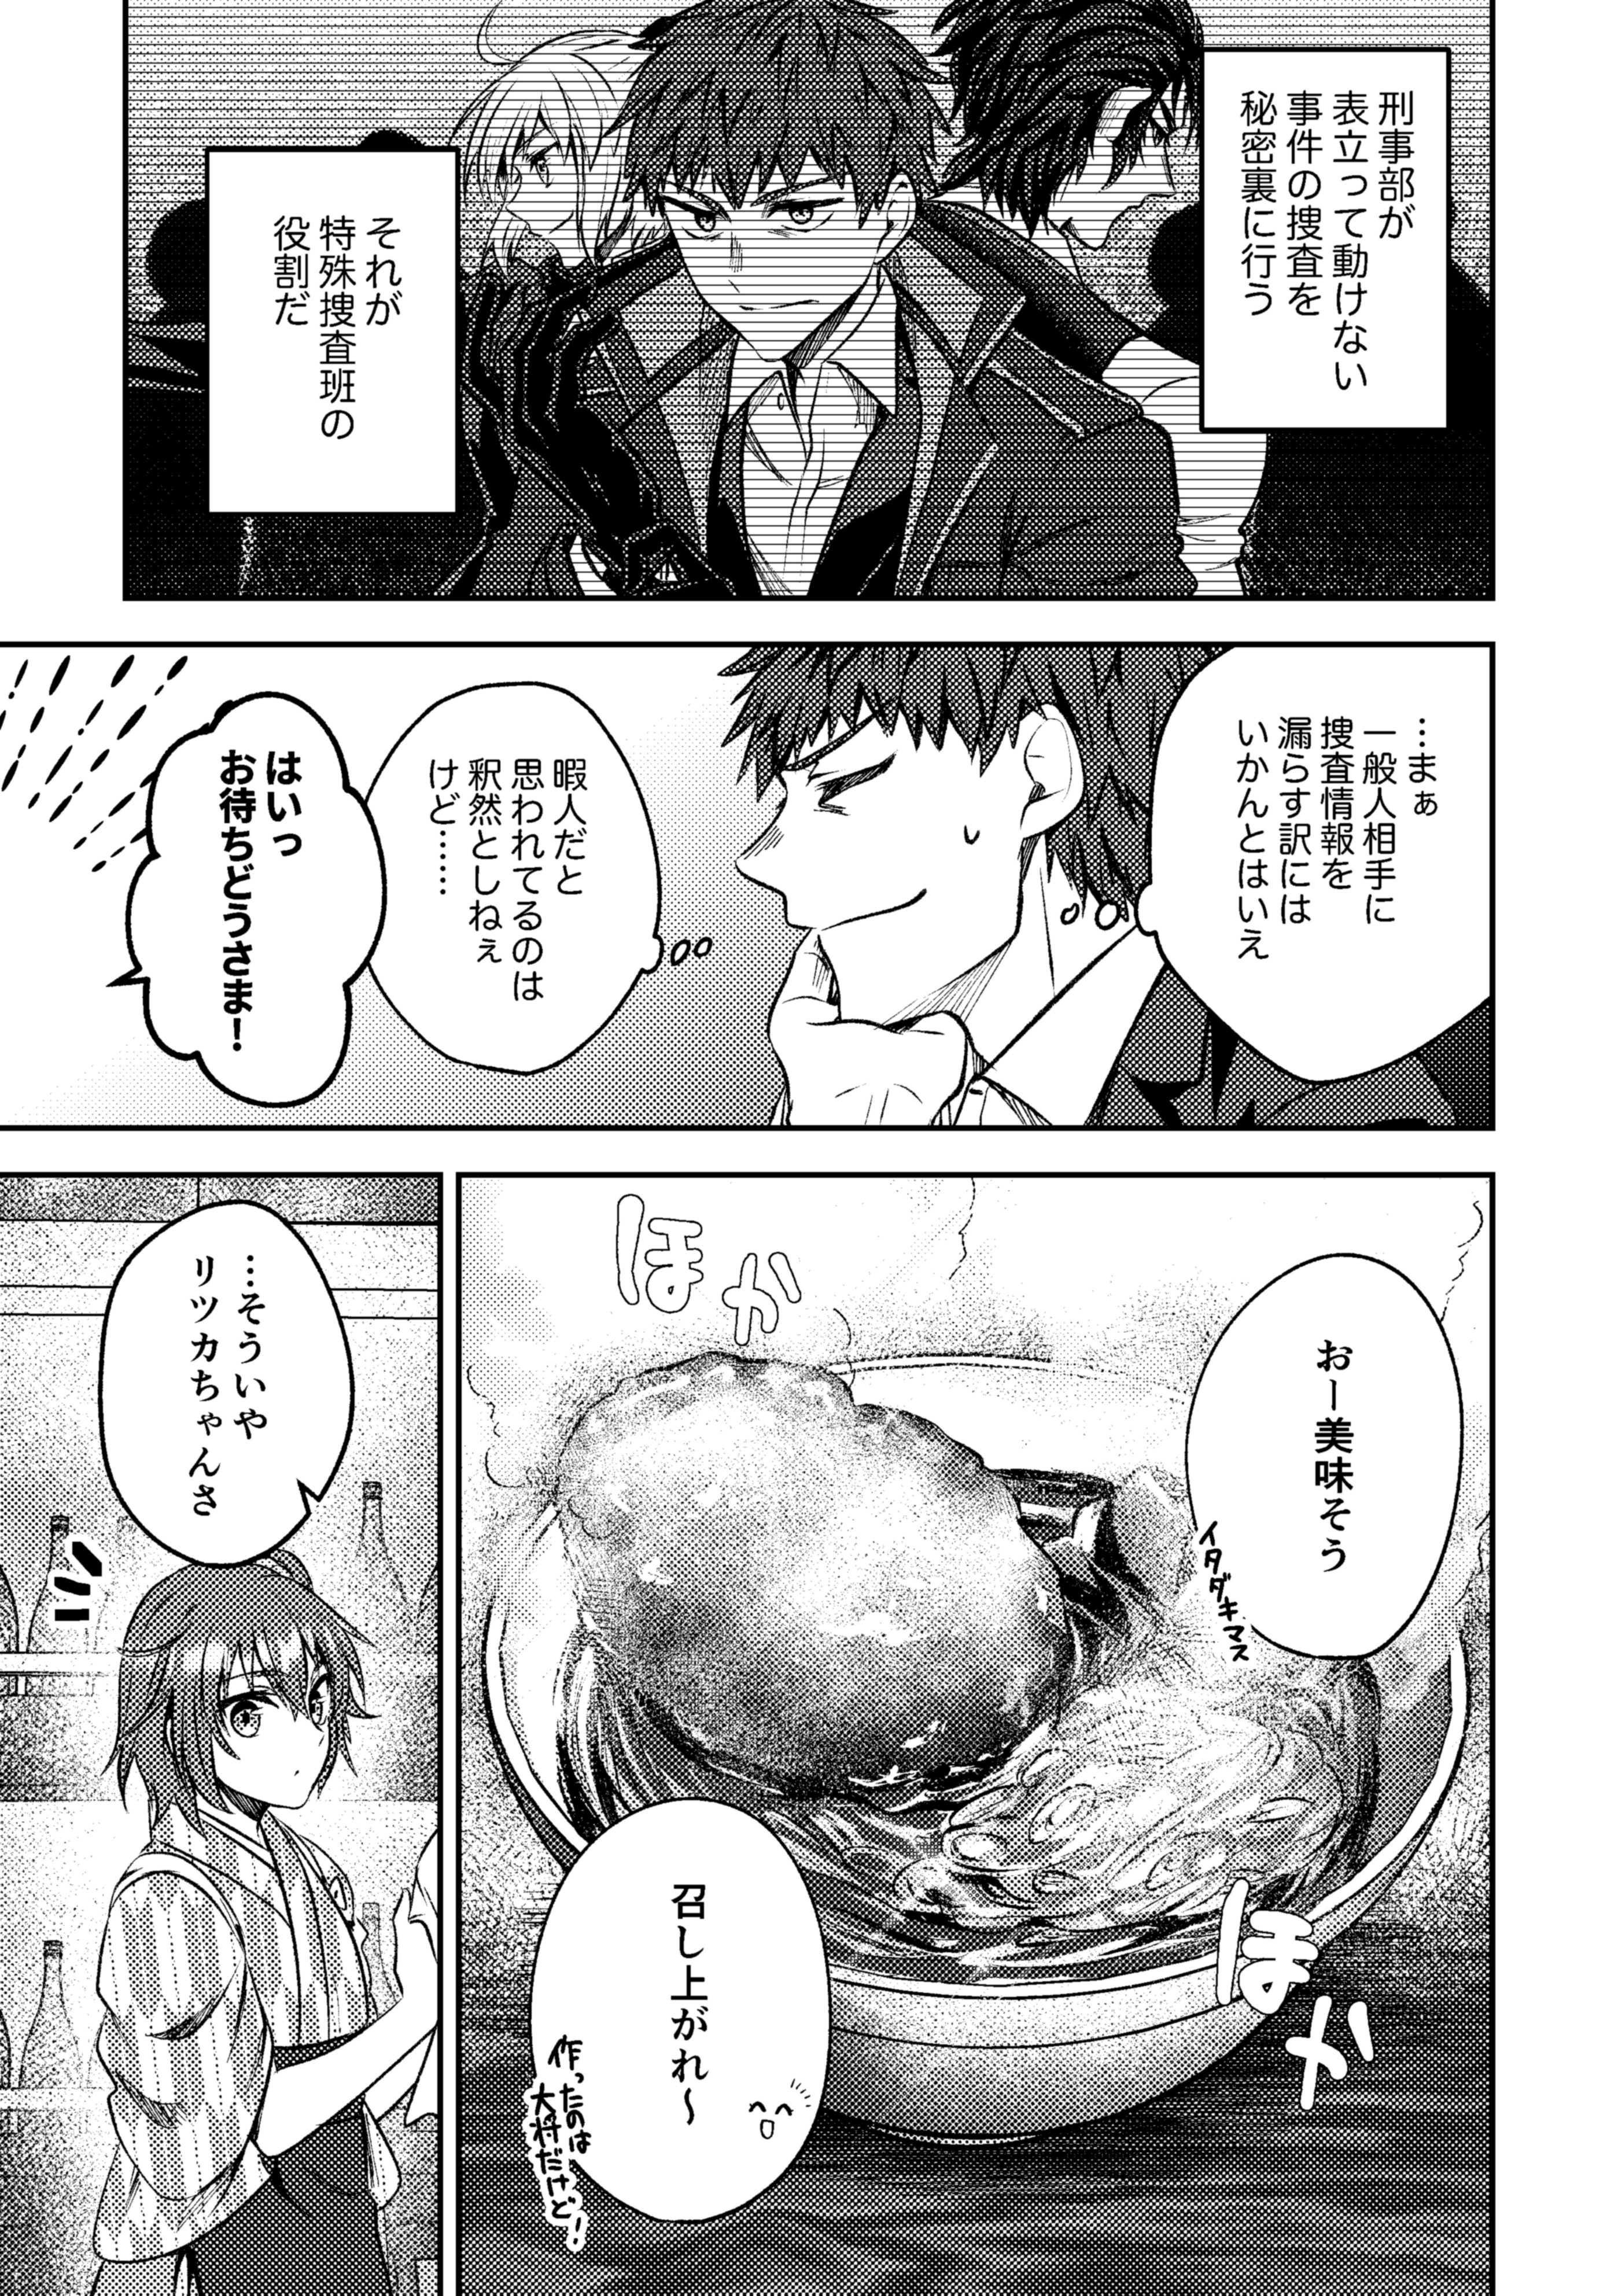 刑事部が
表立って動けない
事件の捜査を
秘密裏に行う
それが
特殊捜査班の
役割だ
…まぁ
一般人相手に
捜査情報を
漏らす訳には
いかんとはいえ
暇人だと
思われてるのは
釈然としねぇ
けど……
はいっ
お待ちどうさま！
おー美味そう
イタダキマス
ほか
ほか
召し上がれ～
作ったのは
大将だけど！
…そういや
リツカちゃんさ